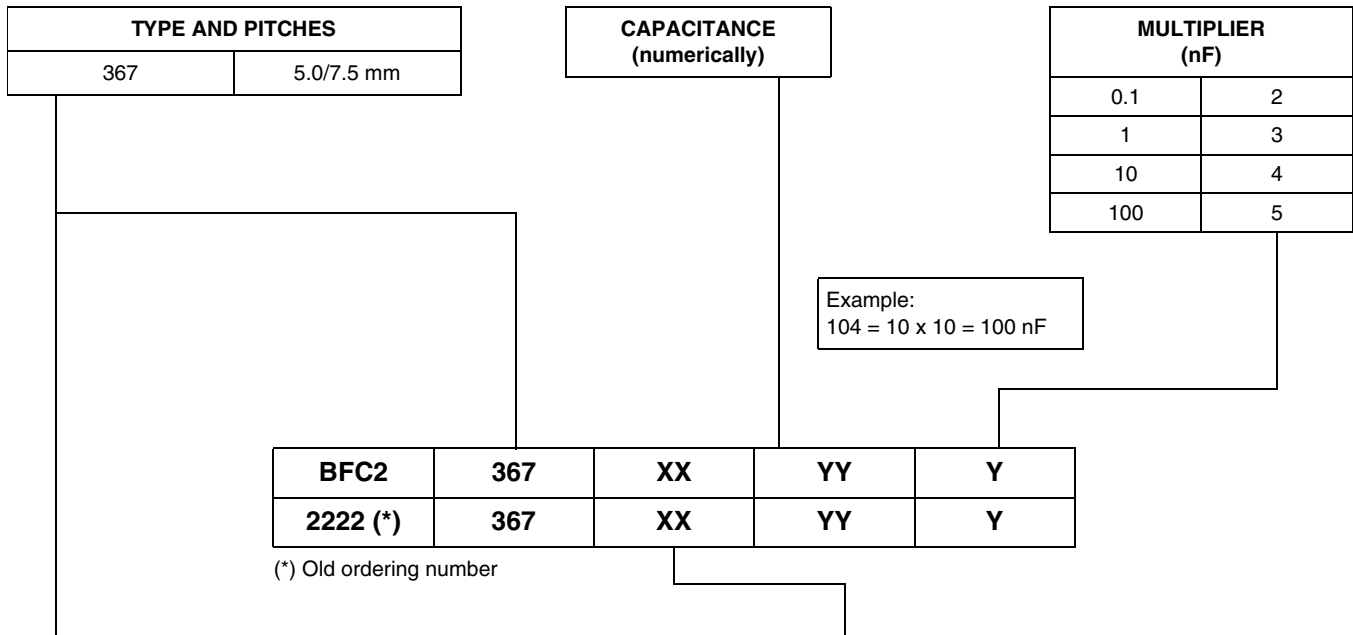 TYPE AND PITCHES
367 5.0/7.5 mm
CAPACITANCE
(numerically)
MULTIPLIER
(nF)
0.1 2
1 3
10 4
100 5
Example:
104 = 10 x 10 = 100 nF
BFC2 367 XX YY Y
2222 (*) 367 XX YY Y
(*) Old ordering number